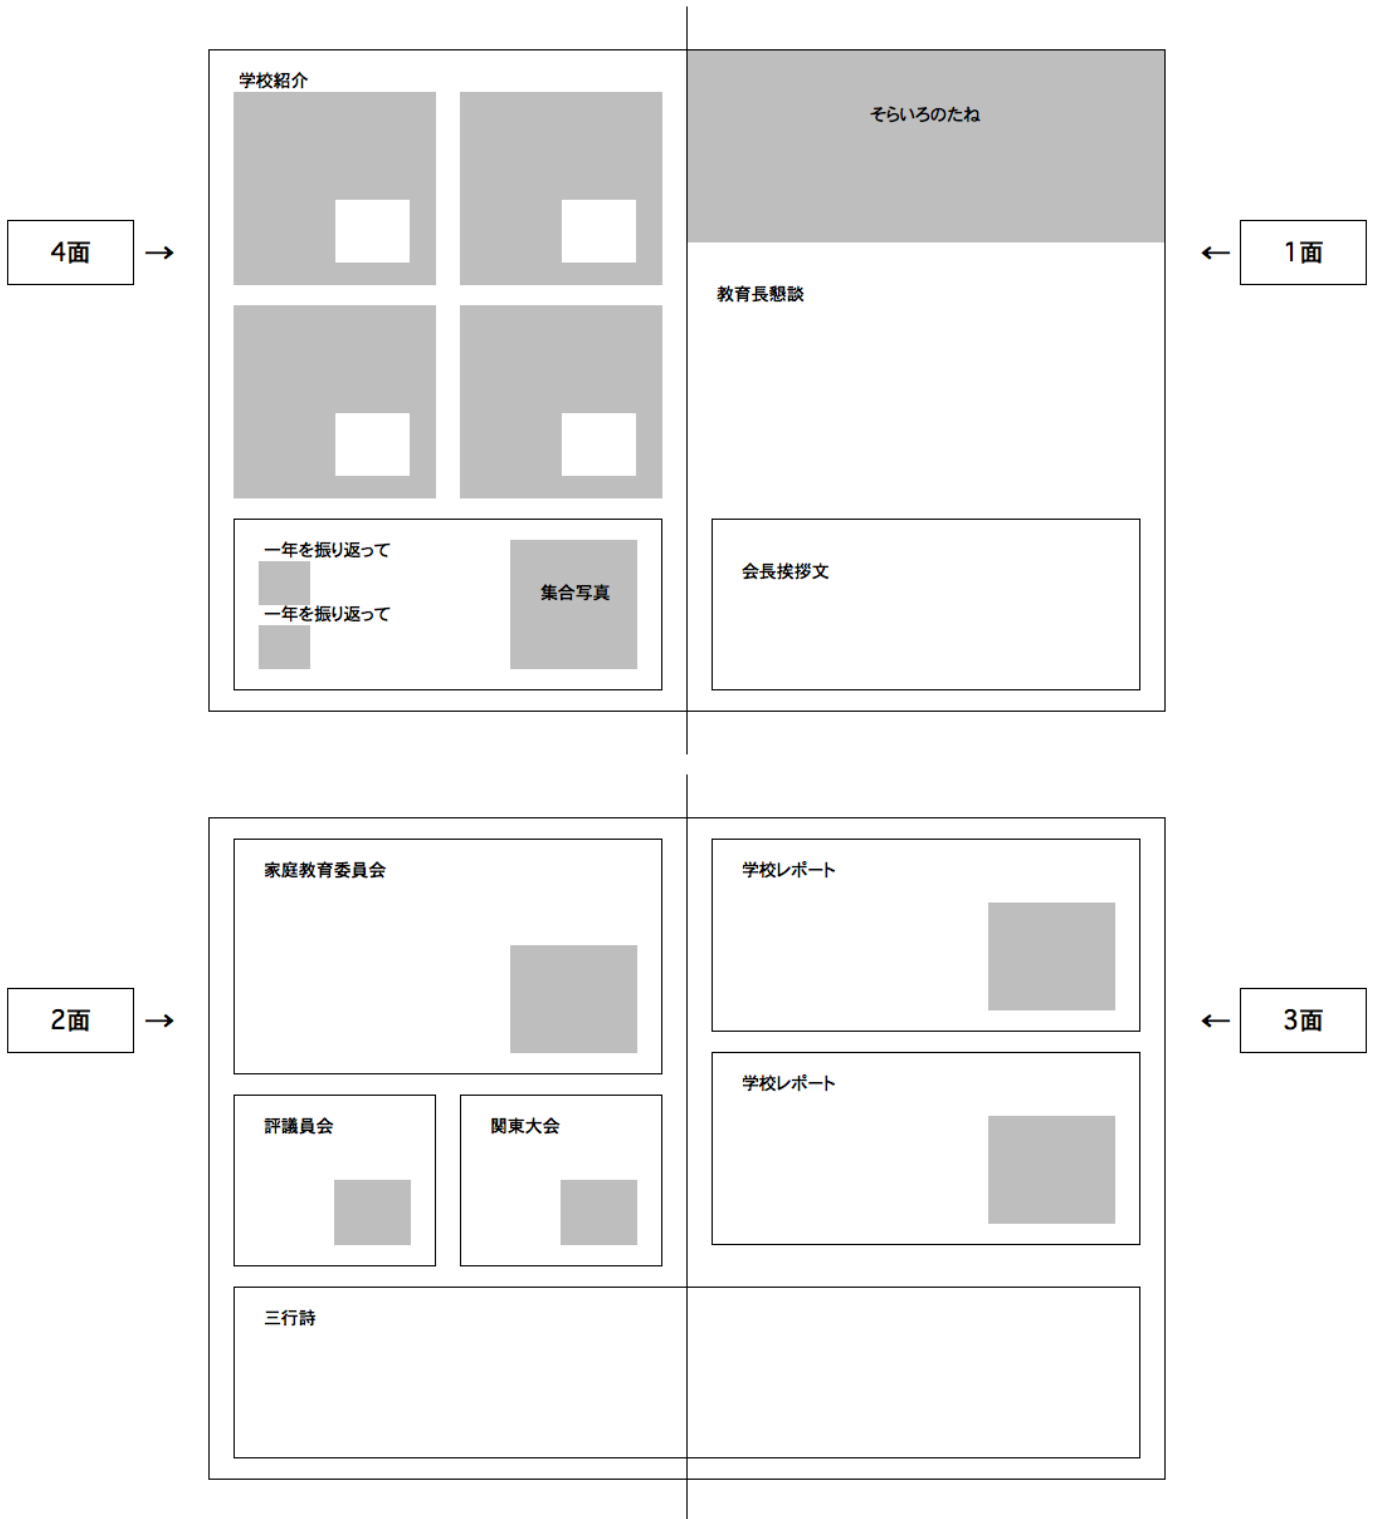 学校紹介
そらいろのたね
4面 →
← 1面
教育長懇談
一年を振り返って
集合写真
一年を振り返って
会長挨拶文
家庭教育委員会
学校レポート
2面 →
← 3面
学校レポート
評議員会
関東大会
三行詩